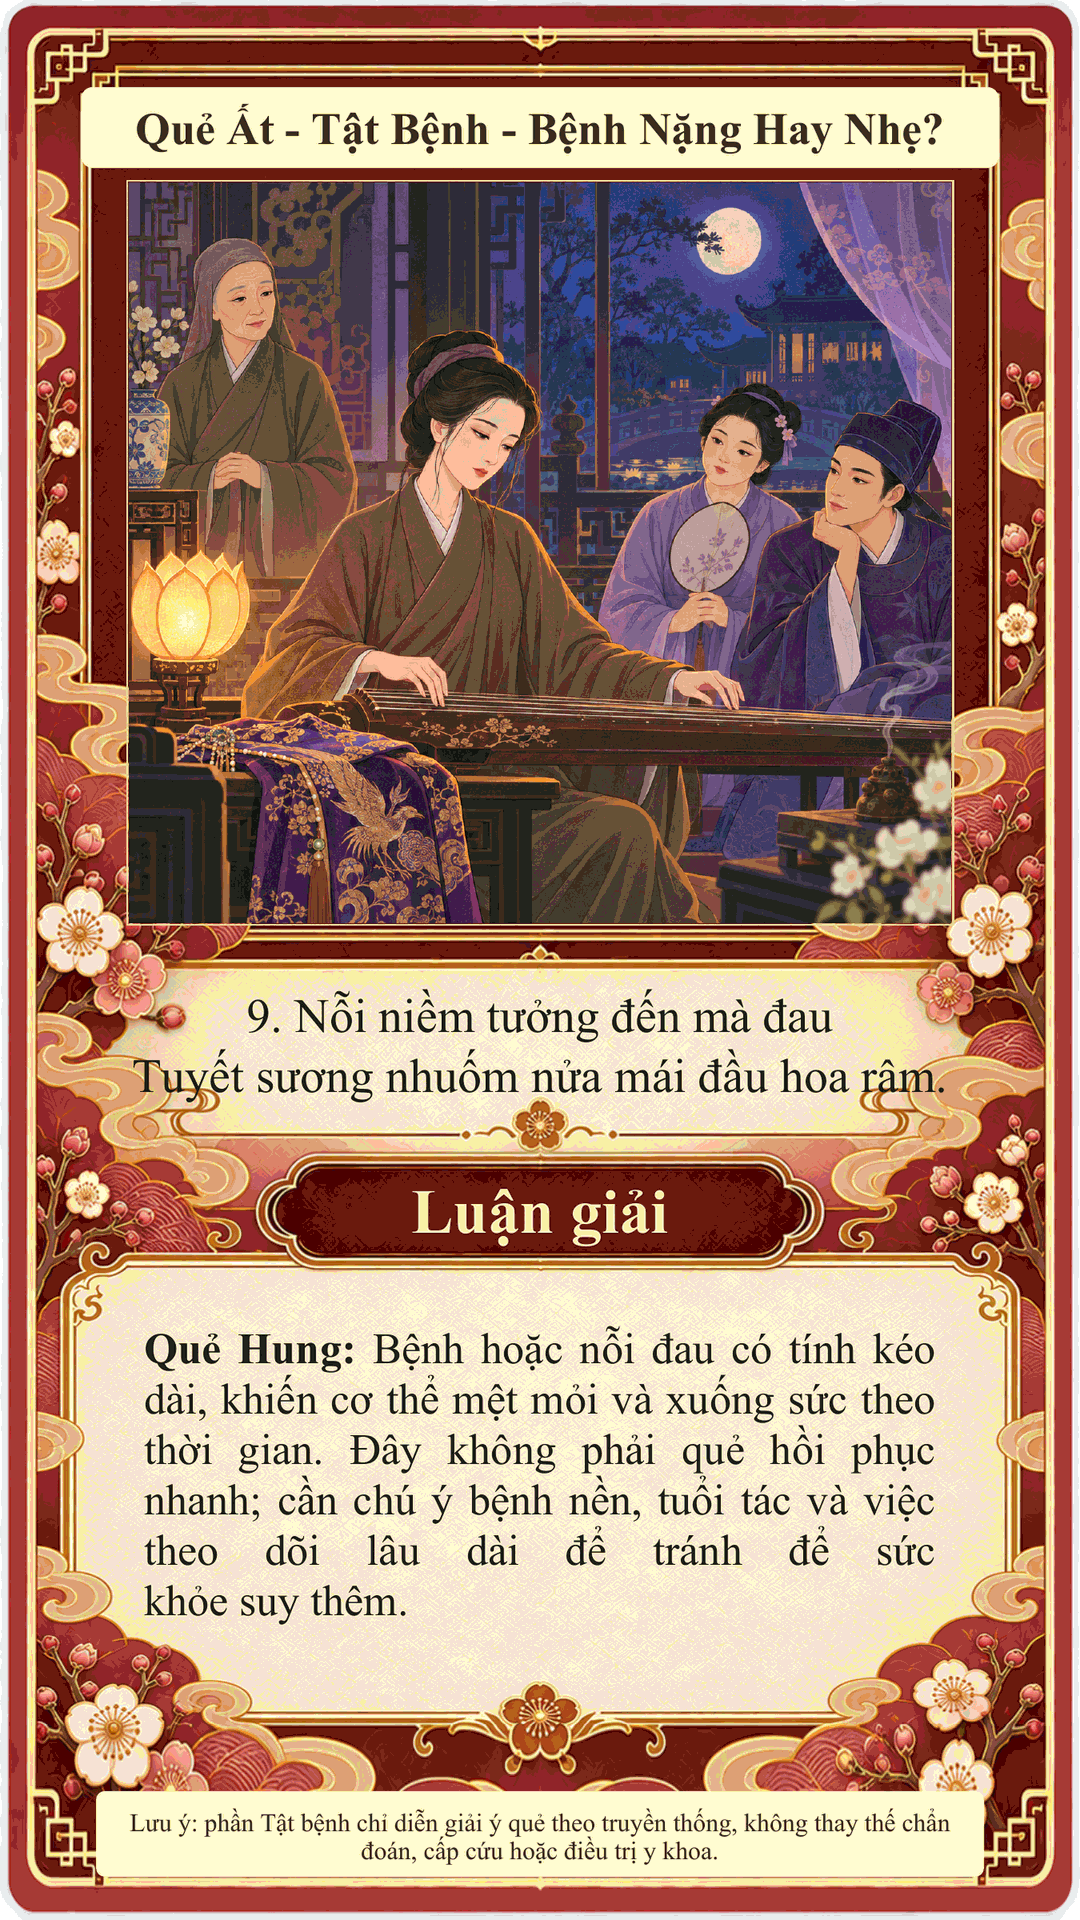 Quẻ Ất - Tật Bệnh - Bệnh Nặng Hay Nhẹ?
9. Nỗi niềm tưởng đến mà đau
Tuyết sương nhuốm nửa mái đầu hoa râm.
Luận giải
Quẻ Hung: Bệnh hoặc nỗi đau có tính kéo
dài, khiến cơ thể mệt mỏi và xuống sức theo
thời gian. Đây không phải quẻ hồi phục
nhanh; cần chú ý bệnh nền, tuổi tác và việc
theo dõi lâu dài để tránh để sức
khỏe suy thêm.
Lưu ý: phần Tật bệnh chỉ diễn giải ý quẻ theo truyền thống, không thay thế chẩn
đoán, cấp cứu hoặc điều trị y khoa.